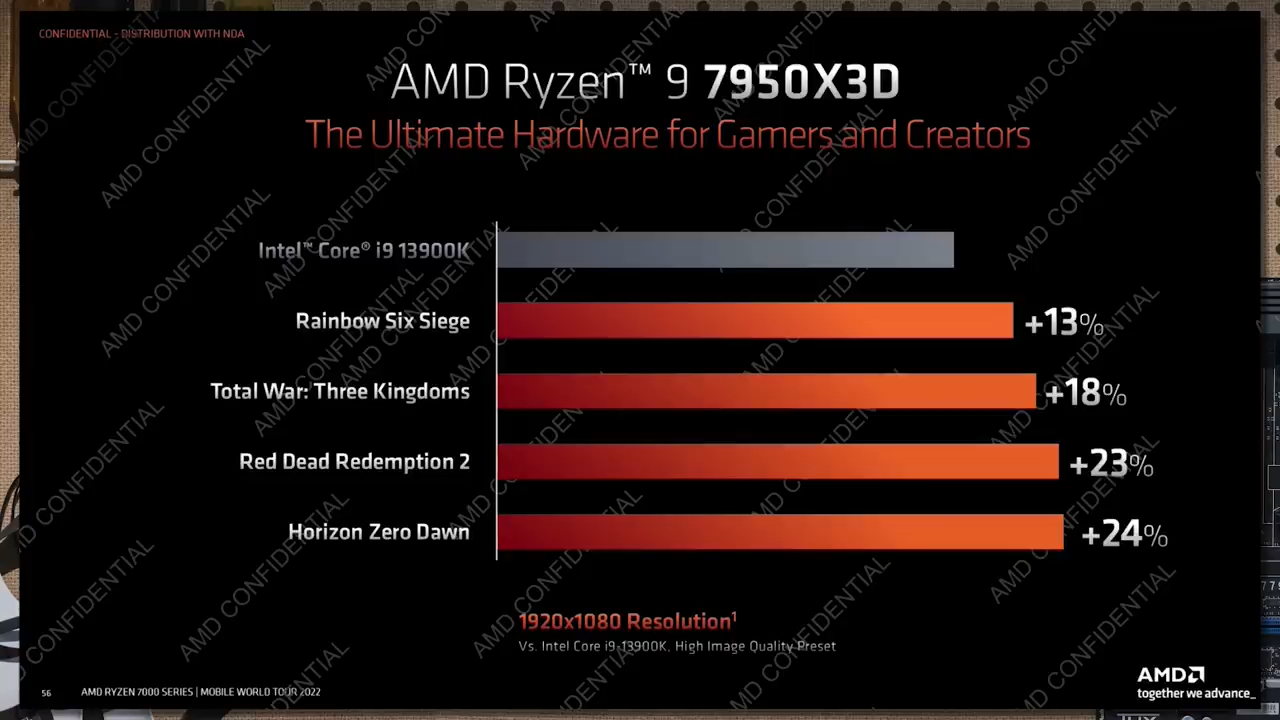 CONFIDENTIAL - DISTRIBUTION WITH NDA
AMD Ryzen™ 9 7950X3D
The Ultimate Hardware for Gamers and Creators
Intel™ Core® i9 13900K
Rainbow Six Siege +13%
Total War: Three Kingdoms +18%
Red Dead Redemption 2 +23%
Horizon Zero Dawn +24%
1920x1080 Resolution¹
Vs. Intel Core i9-13900K, High Image Quality Preset
56 AMD RYZEN 7000 SERIES | MOBILE WORLD TOUR 2022
AMD
together we advance_
AMD CONFIDENTIAL